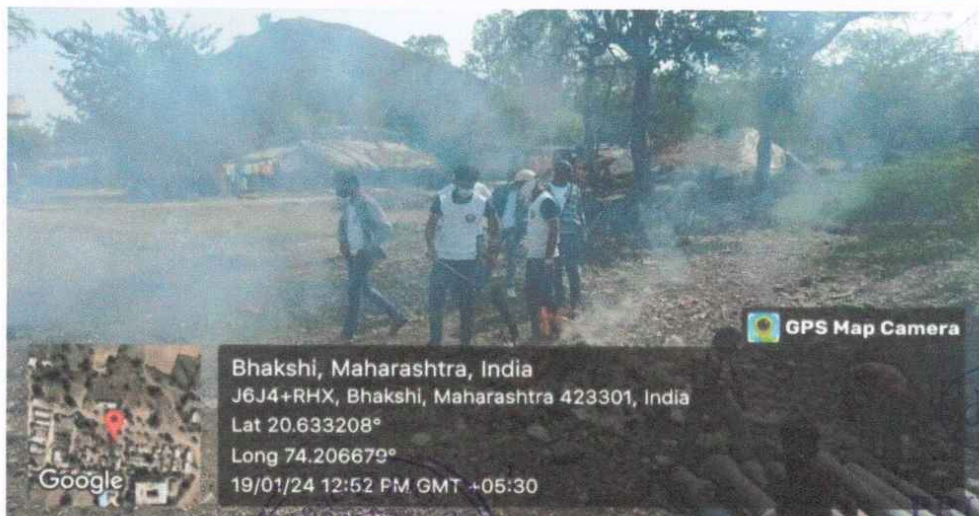 GPS Map Camera
Bhakshi, Maharashtra, India
J6J4+RHX, Bhakshi, Maharashtra 423301, India
Lat 20.633208°
Long 74.206679°
19/01/24 12:52 PM GMT +05:30
Google